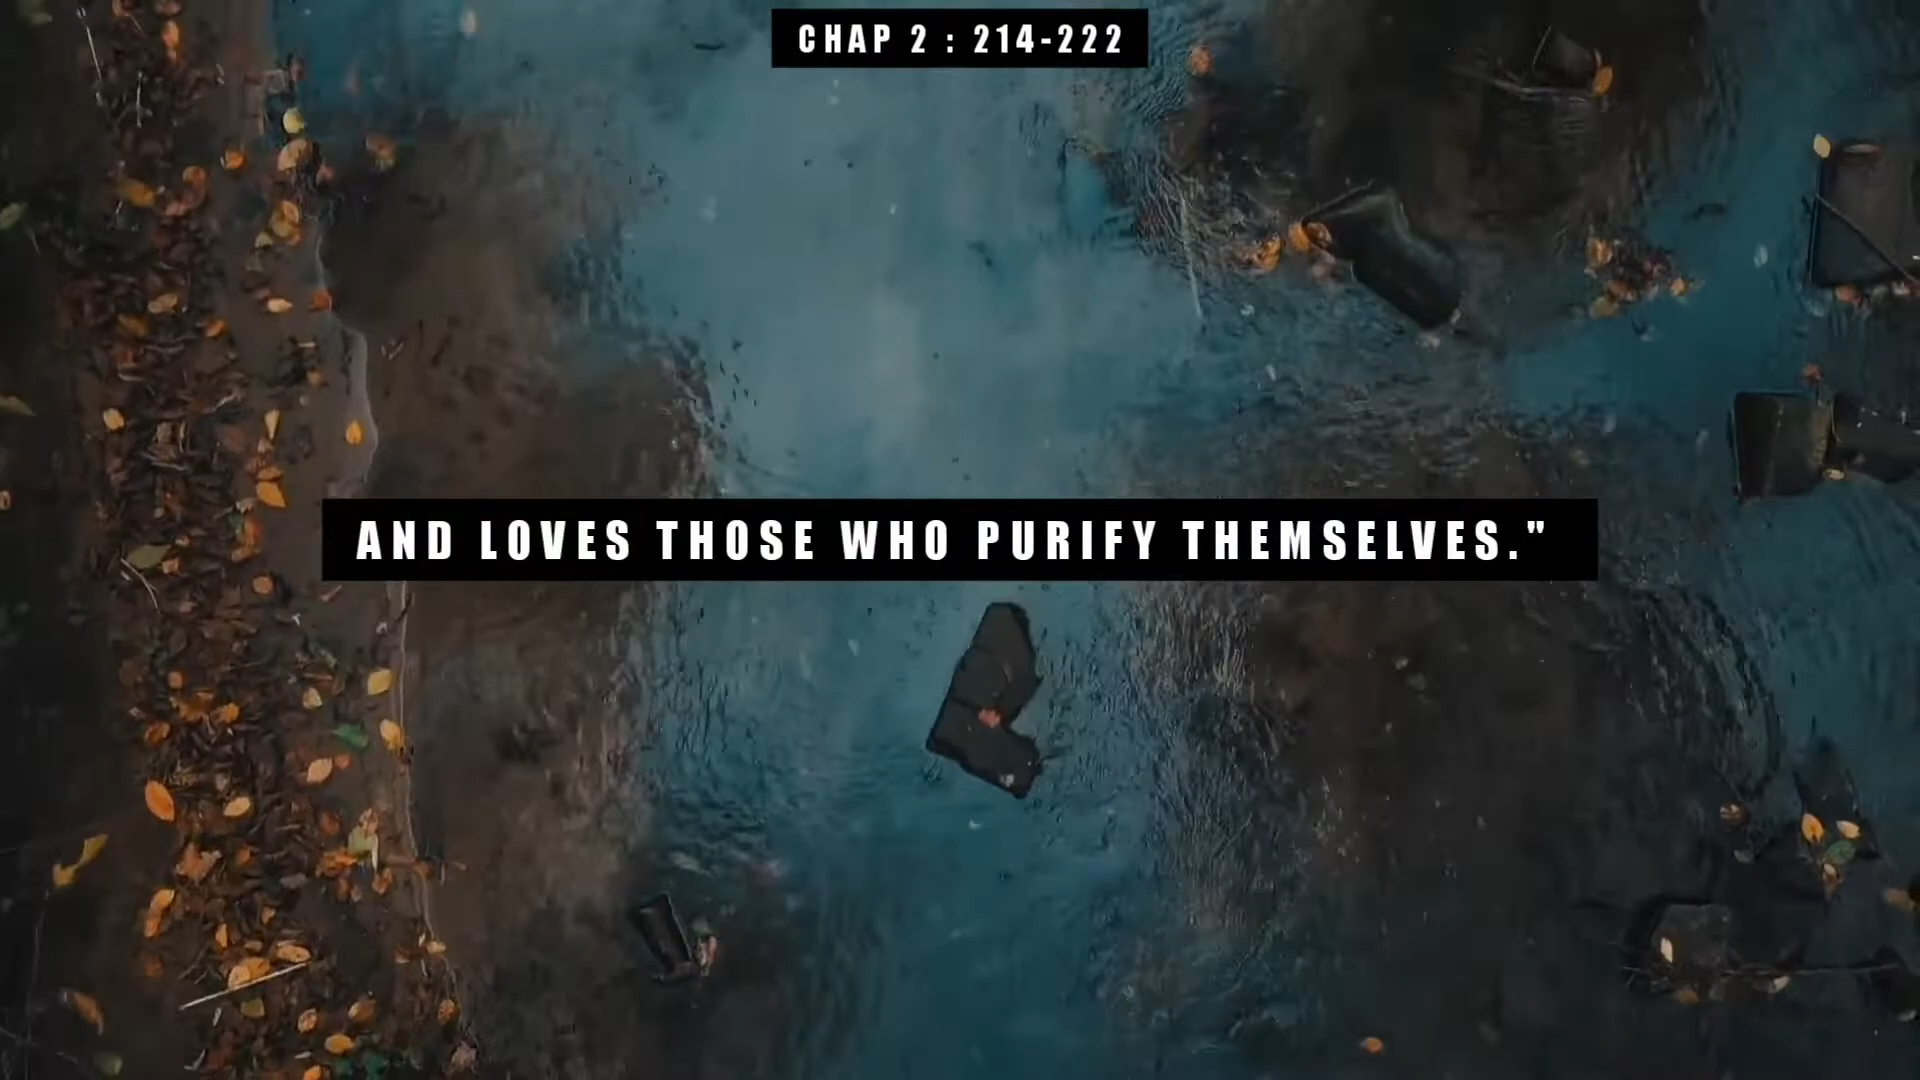 CHAP 2 : 214-222
AND LOVES THOSE WHO PURIFY THEMSELVES."